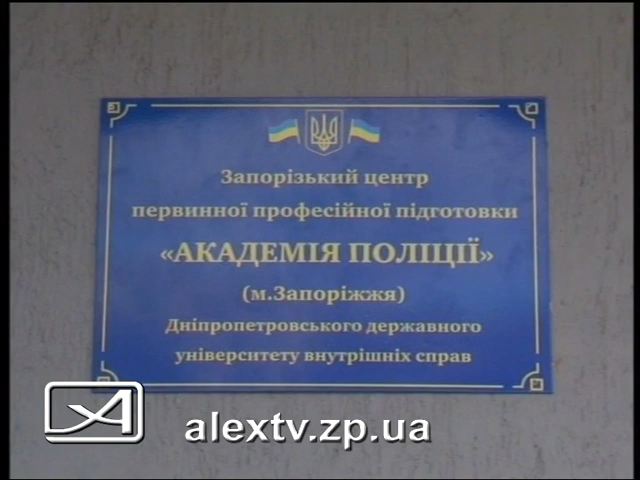 Запорізький центр
первинної професійної підготовки
«АКАДЕМІЯ ПОЛІЦІЇ»
(м.Запоріжжя)
Дніпропетровського державного
університету внутрішніх справ
alextv.zp.ua